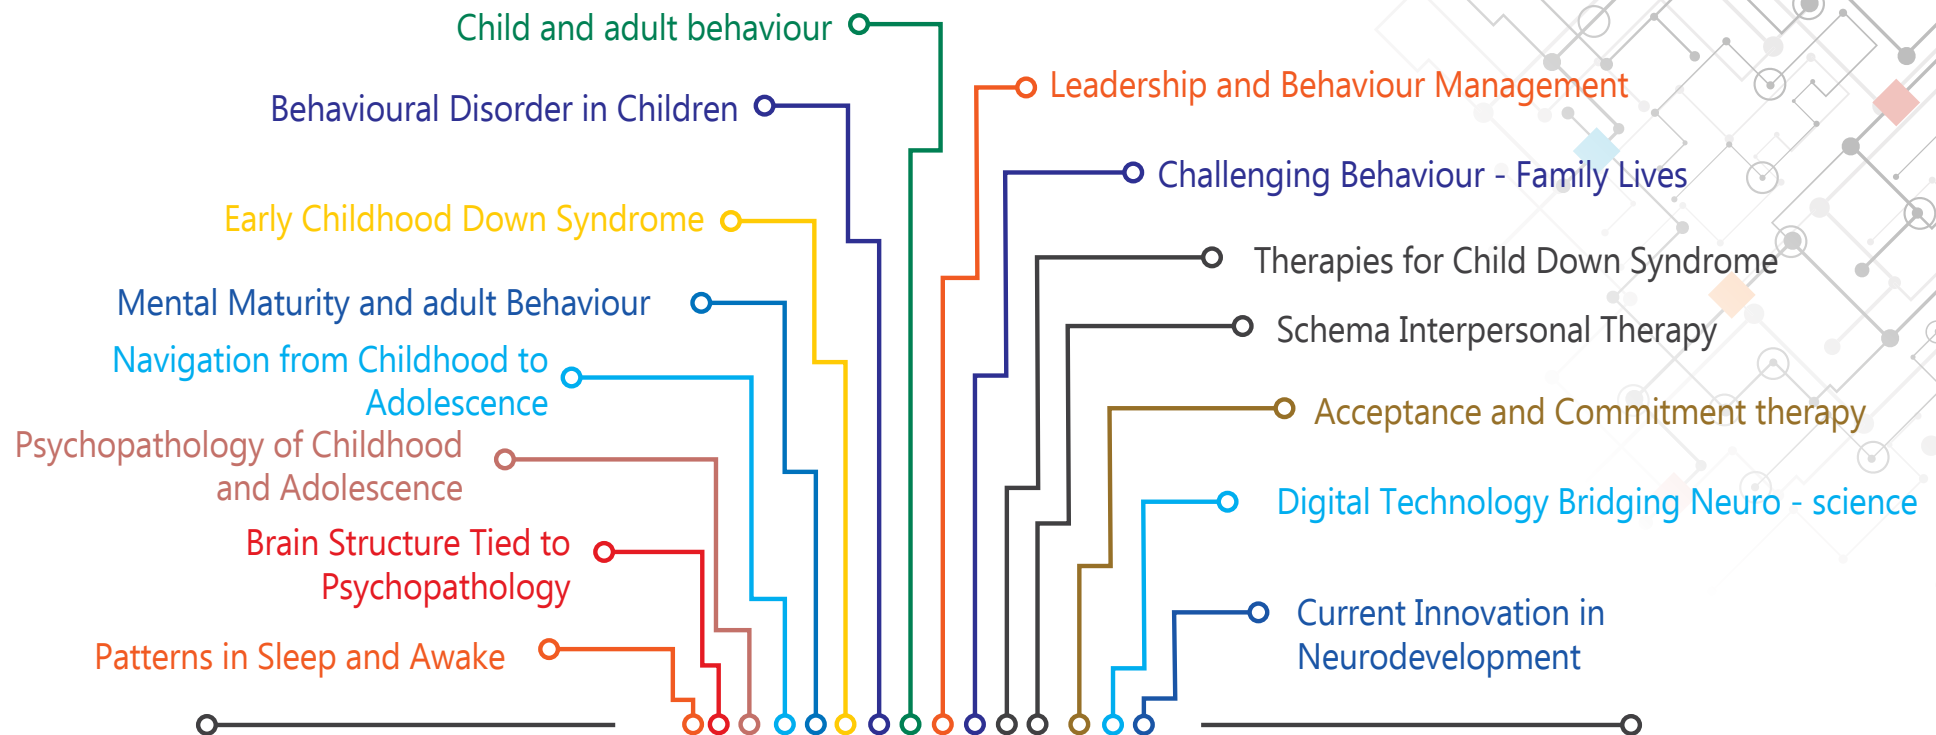 Child and adult behaviour
Behavioural Disorder in Children
Early Childhood Down Syndrome
Mental Maturity and adult Behaviour
Navigation from Childhood to
Adolescence
Psychopathology of Childhood
and Adolescence
Brain Structure Tied to
Psychopathology
Patterns in Sleep and Awake
Leadership and Behaviour Management
Challenging Behaviour - Family Lives
Therapies for Child Down Syndrome
Schema Interpersonal Therapy
Acceptance and Commitment therapy
Digital Technology Bridging Neuro - science
Current Innovation in
Neurodevelopment